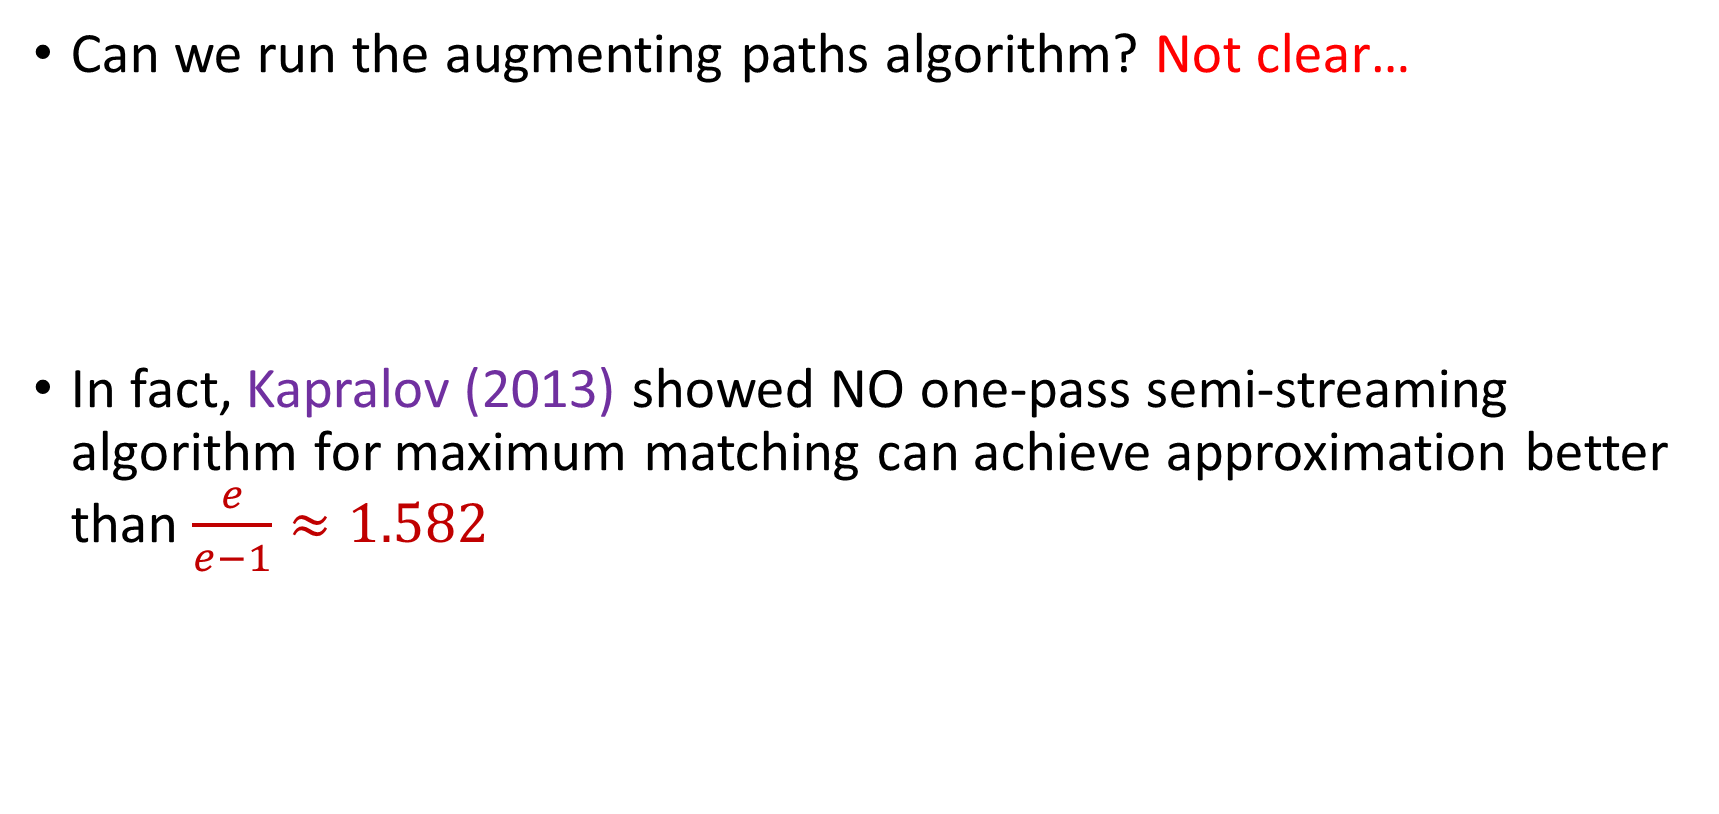 • Can we run the augmenting paths algorithm? Not clear…
• In fact, Kapralov (2013) showed NO one-pass semi-streaming
algorithm for maximum matching can achieve approximation better
than e/(e−1) ≈ 1.582